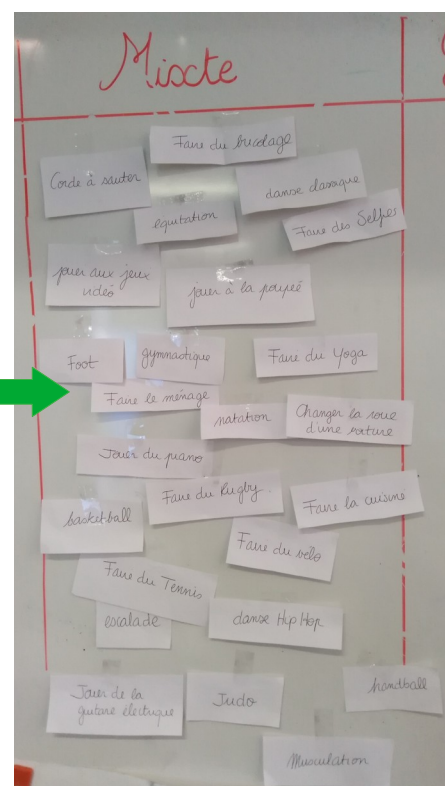 Mixte
Faire du bricolage
Corde à sauter
danse classique
équitation
Faire des Selfies
jouer aux jeux
vidéo
jouer à la poupée
Foot
gymnastique
Faire du Yoga
Faire le ménage
natation
Changer la roue
d'une voiture
Jouer du piano
Faire du Rugby.
Faire la cuisine
basket-ball
Faire du vélo
Faire du Tennis
escalade
danse Hip Hop
Jouer de la
guitare électrique
Judo
handball
Musculation